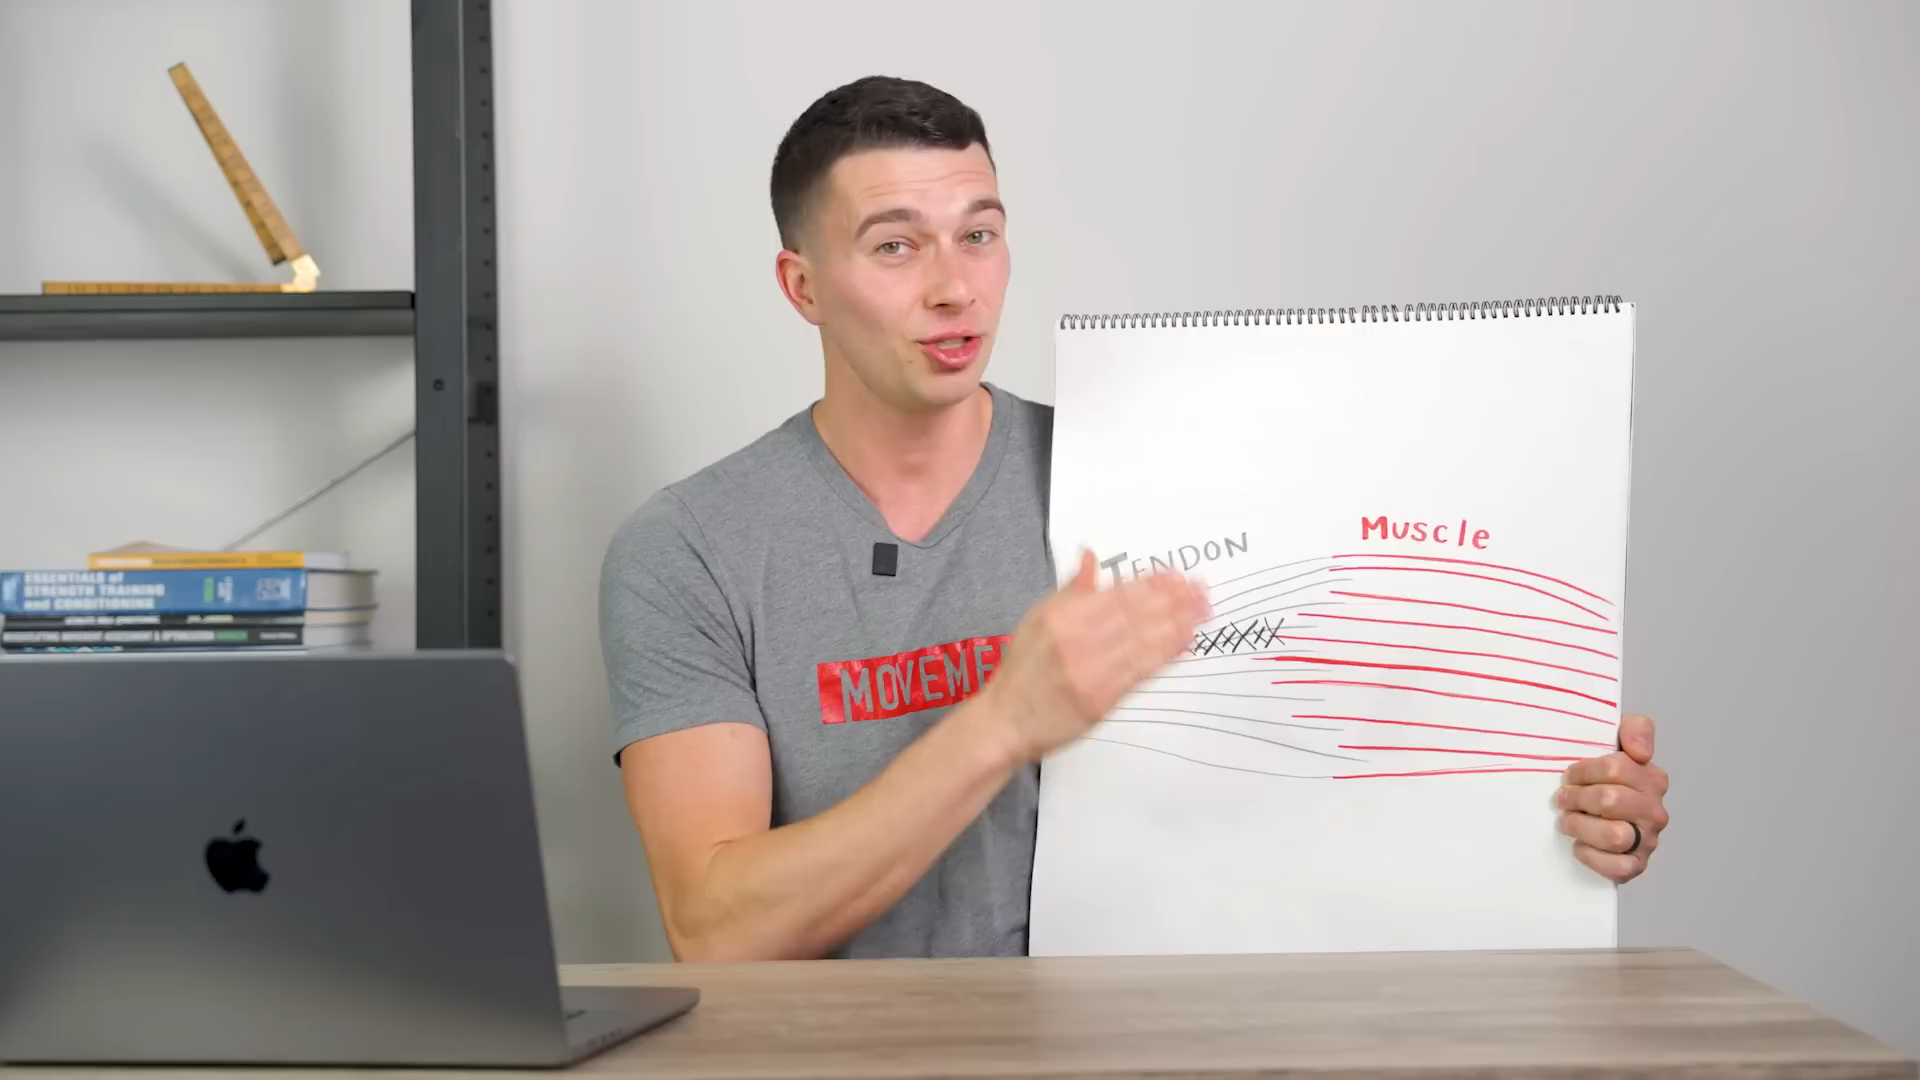 TENDON
Muscle
MOVEME
ESSENTIALS of
STRENGTH TRAINING
and CONDITIONING